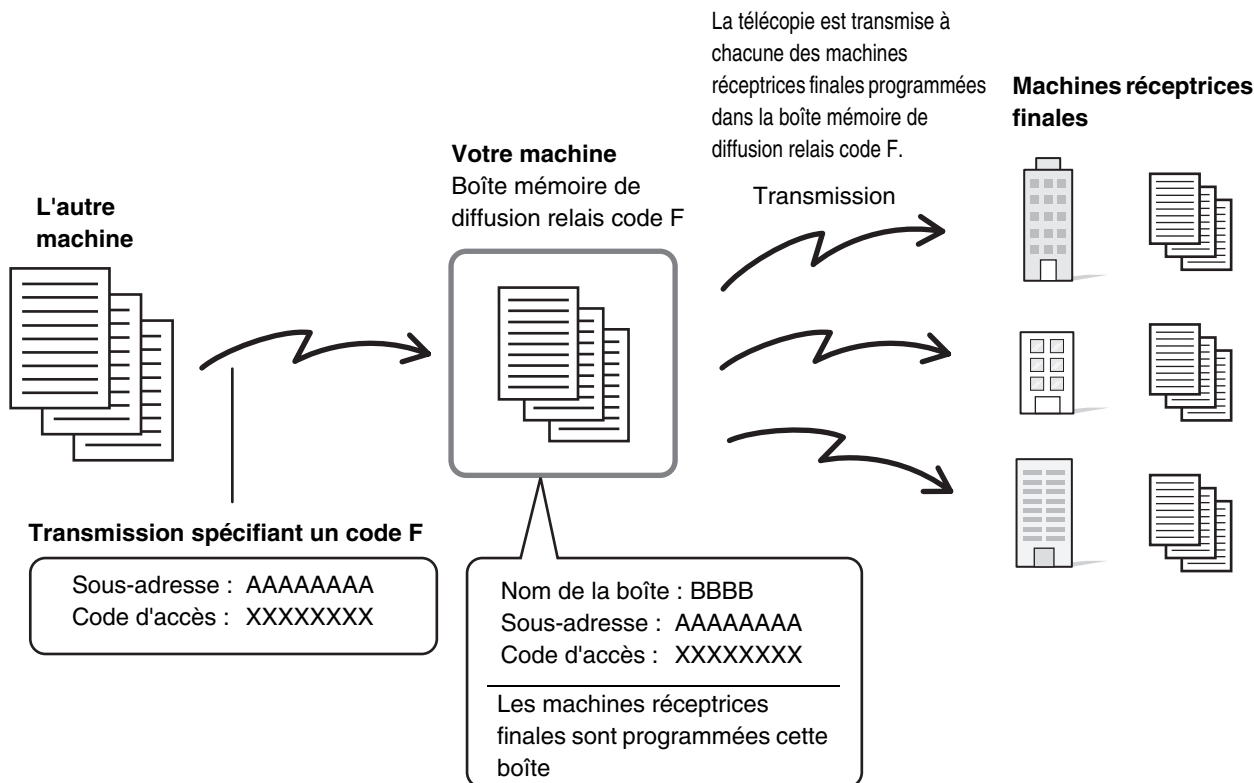 La télécopie est transmise à
chacune des machines
réceptrices finales programmées
dans la boîte mémoire de
diffusion relais code F.
Machines réceptrices
finales
Votre machine
Boîte mémoire de
diffusion relais code F
Transmission
L'autre
machine
Transmission spécifiant un code F
Sous-adresse : AAAAAAAA
Code d'accès : XXXXXXXX
Nom de la boîte : BBBB
Sous-adresse : AAAAAAAA
Code d'accès : XXXXXXXX
Les machines réceptrices
finales sont programmées cette
boîte